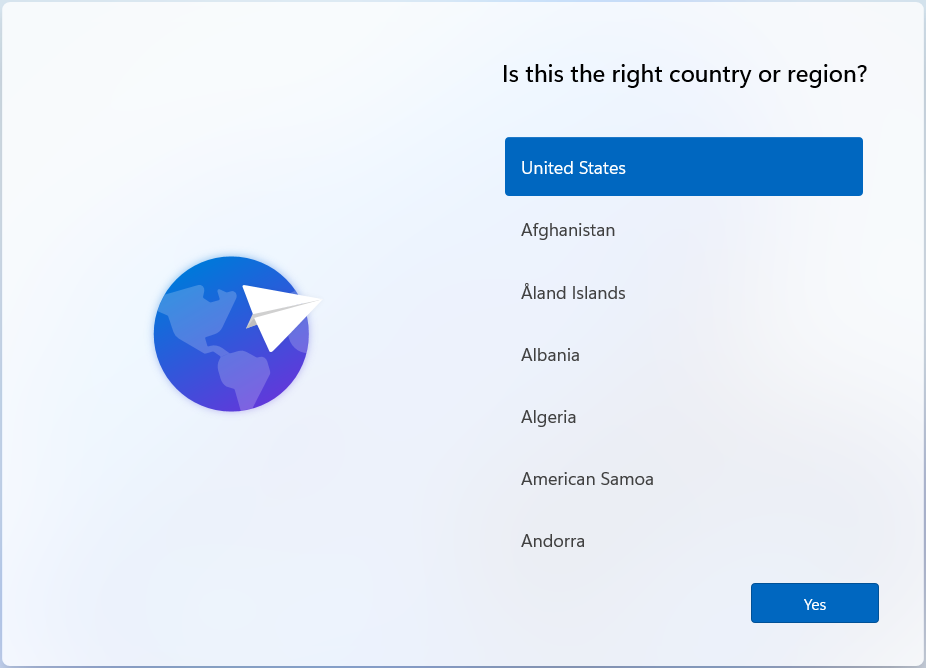 Is this the right country or region?
United States
Afghanistan
Åland Islands
Albania
Algeria
American Samoa
Andorra
Yes